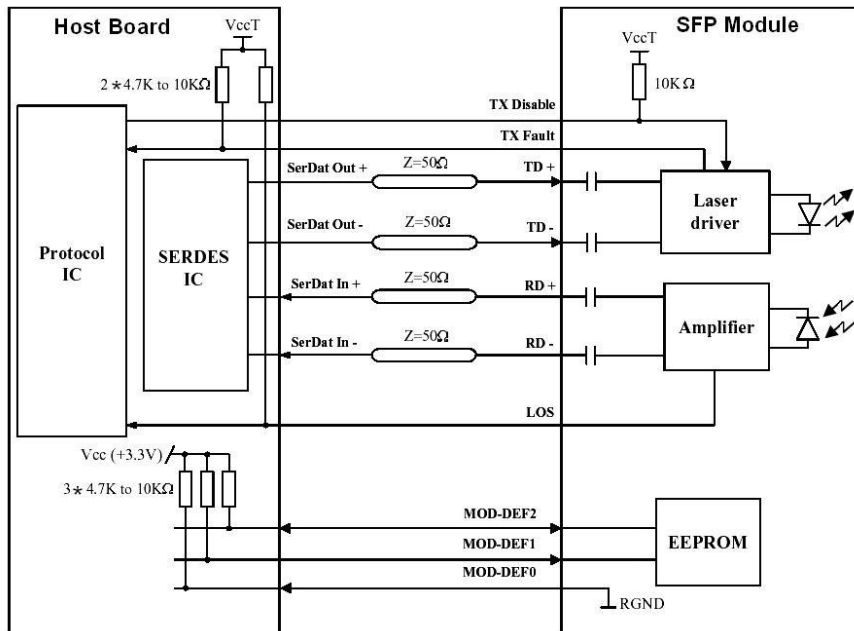 Host Board
SFP Module
VccT
VccT
2*4.7K to 10KΩ
10KΩ
TX Disable
TX Fault
SerDat Out +
Z=50Ω
TD +
SerDat Out -
Z=50Ω
TD -
Laser
driver
Protocol
IC
SERDES
IC
SerDat In +
Z=50Ω
RD +
SerDat In -
Z=50Ω
RD -
Amplifier
LOS
Vcc (+3.3V)
3*4.7K to 10KΩ
MOD-DEF2
MOD-DEF1
MOD-DEF0
EEPROM
RGND